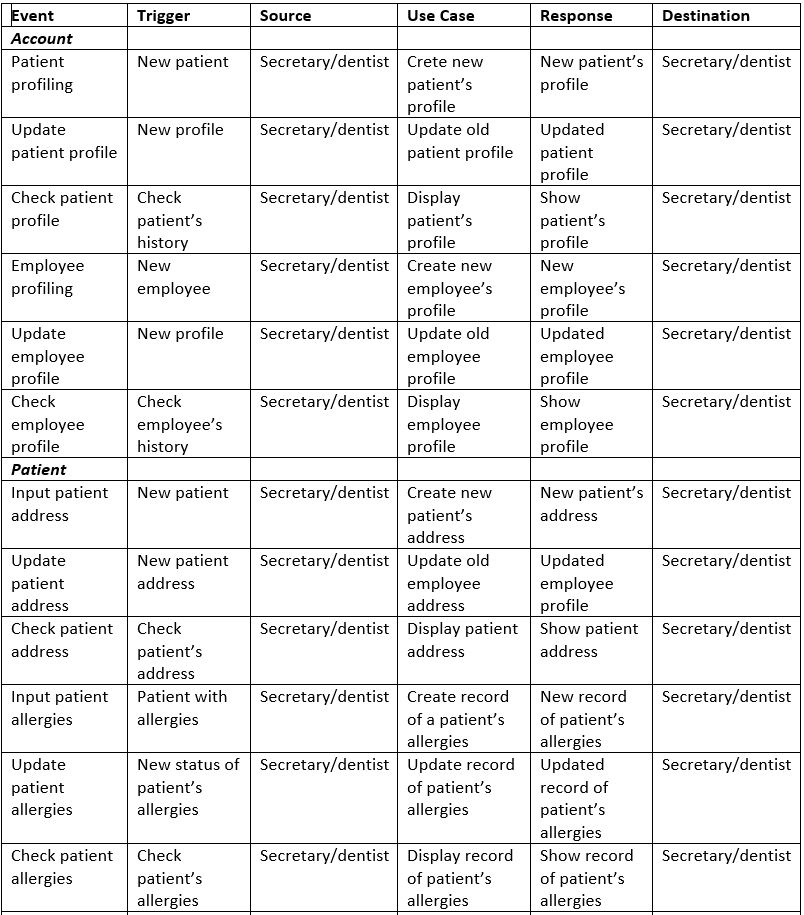 Event Trigger Source Use Case Response Destination
Account
Patient New patient Secretary/dentist Crete new New patient’s Secretary/dentist
profiling patient’s profile
profile
Update New profile Secretary/dentist Update old Updated Secretary/dentist
patient profile patient profile patient
profile
Check patient Check Secretary/dentist Display Show Secretary/dentist
profile patient’s patient’s patient’s
history profile profile
Employee New Secretary/dentist Create new New Secretary/dentist
profiling employee employee’s employee’s
profile profile
Update New profile Secretary/dentist Update old Updated Secretary/dentist
employee employee employee
profile profile profile
Check Check Secretary/dentist Display Show Secretary/dentist
employee employee’s employee employee
profile history profile profile
Patient
Input patient New patient Secretary/dentist Create new New patient’s Secretary/dentist
address patient’s address
address
Update New patient Secretary/dentist Update old Updated Secretary/dentist
patient address employee employee
address address profile
Check patient Check Secretary/dentist Display patient Show patient Secretary/dentist
address patient’s address address
address
Input patient Patient with Secretary/dentist Create record New record Secretary/dentist
allergies allergies of a patient’s of patient’s
allergies allergies
Update New status of Secretary/dentist Update record Updated Secretary/dentist
patient patient’s of patient’s record of
allergies allergies allergies patient’s
allergies
Check patient Check Secretary/dentist Display record Show record Secretary/dentist
allergies patient’s of patient’s of patient’s
allergies allergies allergies